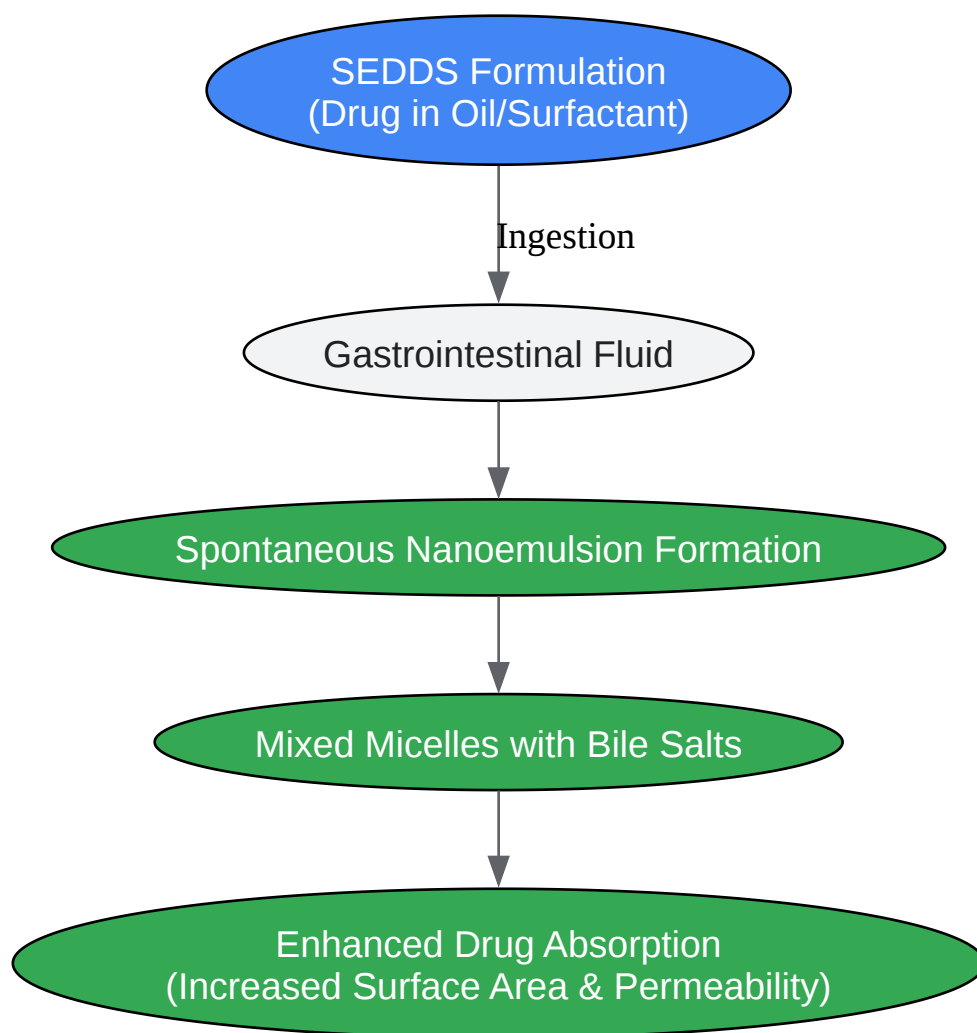 SEDDS Formulation
(Drug in Oil/Surfactant)
Ingestion
Gastrointestinal Fluid
Spontaneous Nanoemulsion Formation
Mixed Micelles with Bile Salts
Enhanced Drug Absorption
(Increased Surface Area & Permeability)